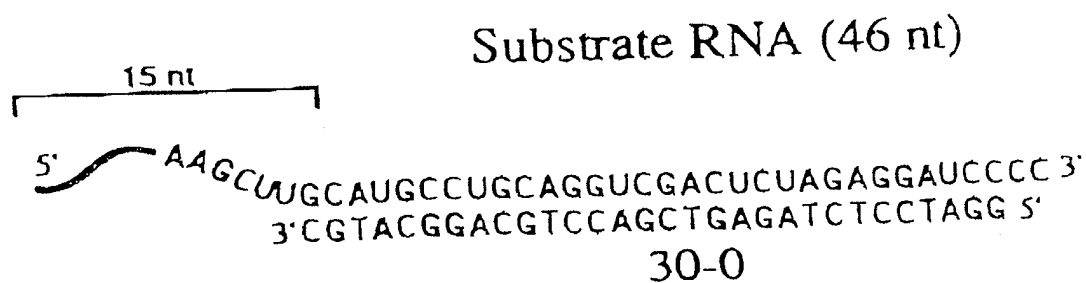 Substrate RNA (46 nt)
15 nt
5' AAGCUUGCAUGCCUGCAGGUCGACUCUAGAGGAUCCCC 3'
3'CGTACGGACGTCCAGCTGAGATCTCCTAGG 5'
30-0